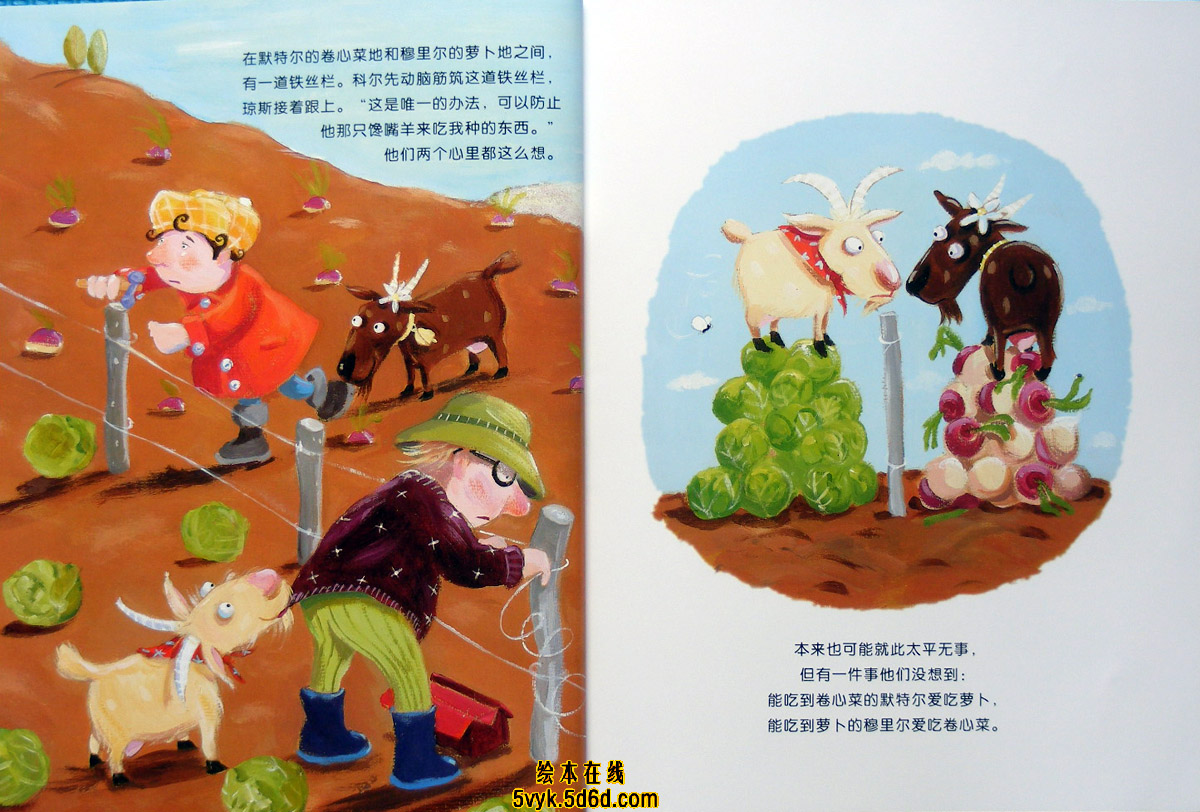 在默特尔的卷心菜地和穆里尔的萝卜地之间，
有一道铁丝栏。科尔先动脑筋筑这道铁丝栏，
琼斯接着跟上。“这是唯一的办法，可以防止
他那只馋嘴羊来吃我种的东西。”
他们两个心里都这么想。
本来也可能就此太平无事，
但有一件事他们没想到：
能吃到卷心菜的默特尔爱吃萝卜，
能吃到萝卜的穆里尔爱吃卷心菜。
绘本在线
5vyk.5d6d.com